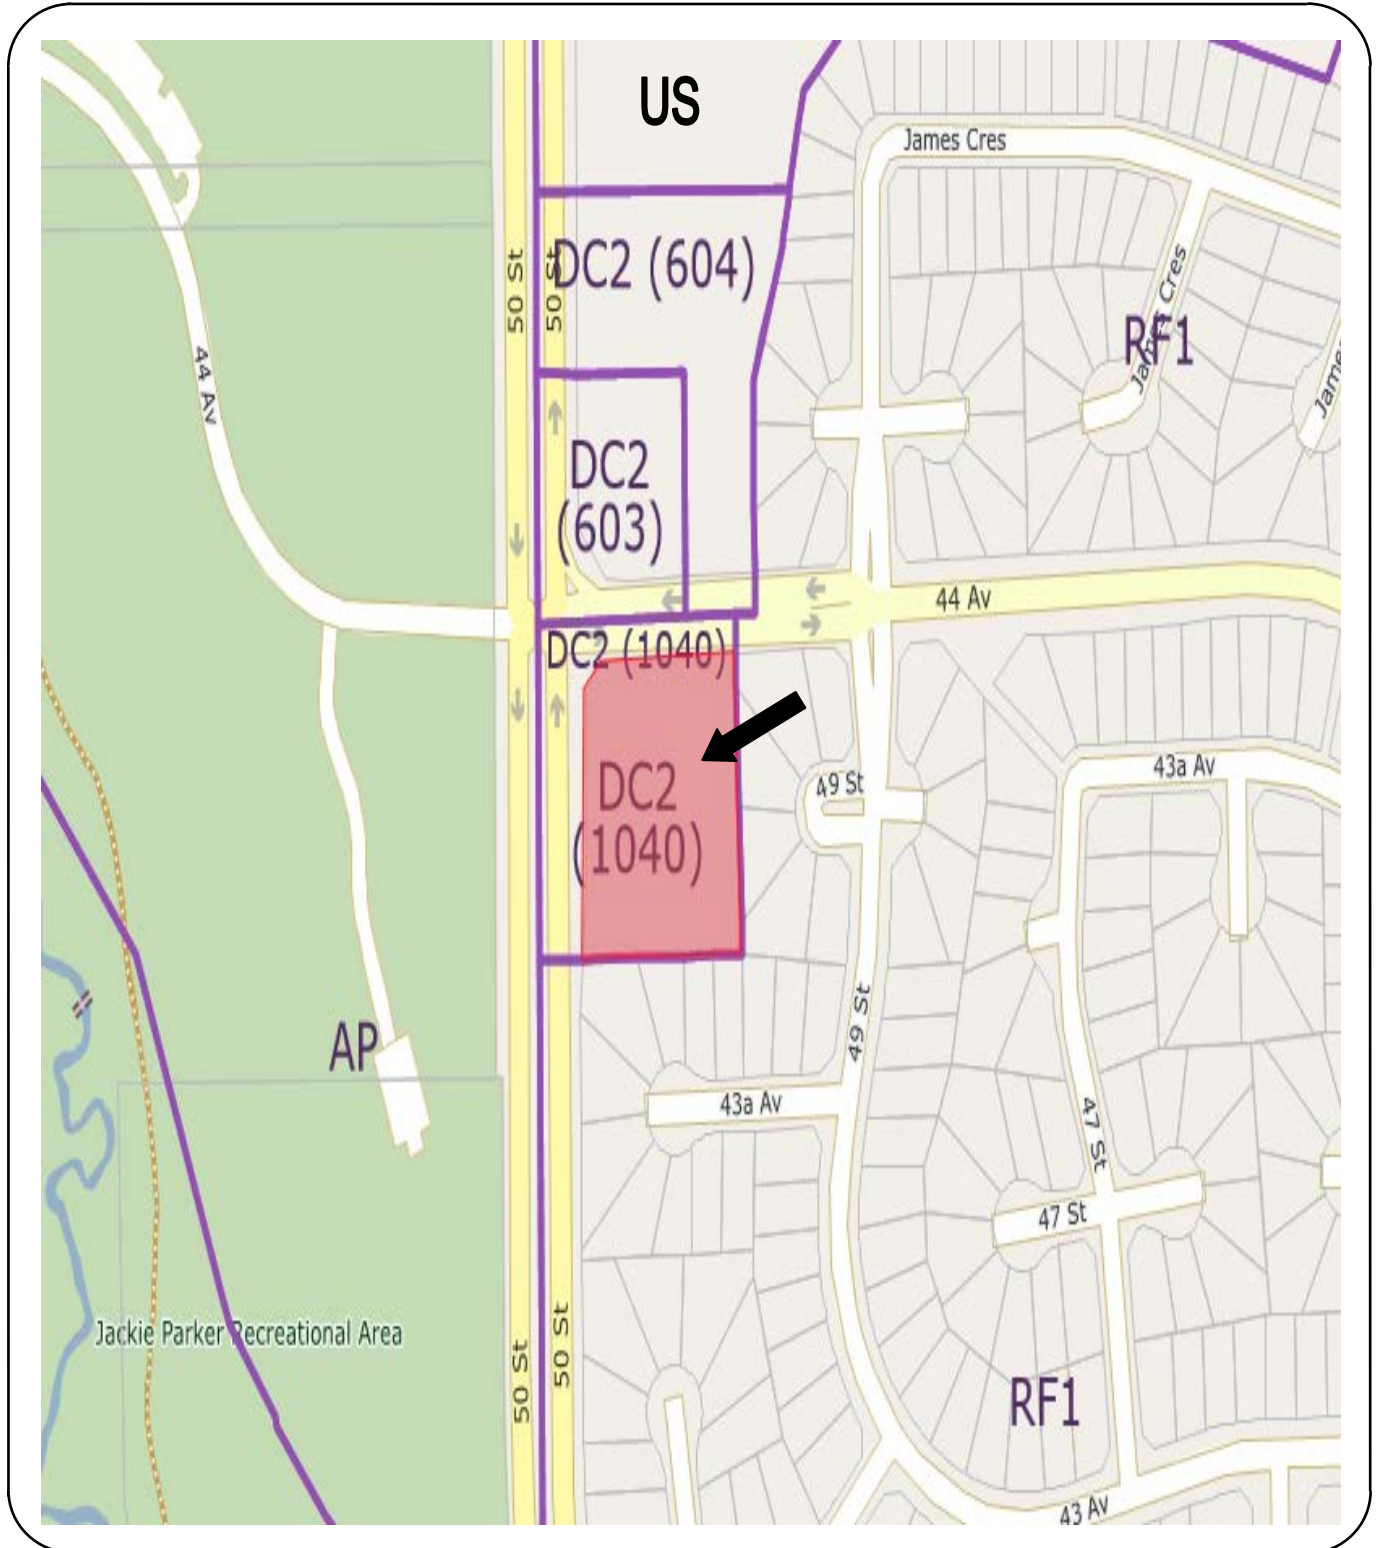 US
James Cres
50 St
50 St
DC2 (604)
James Cres
RF1
44 Av
James
DC2
(603)
44 Av
DC2 (1040)
DC2
(1040)
49 St
43a Av
49 St
AP
43a Av
47 St
47 St
Jackie Parker Recreational Area
50 St
50 St
RF1
43 Av